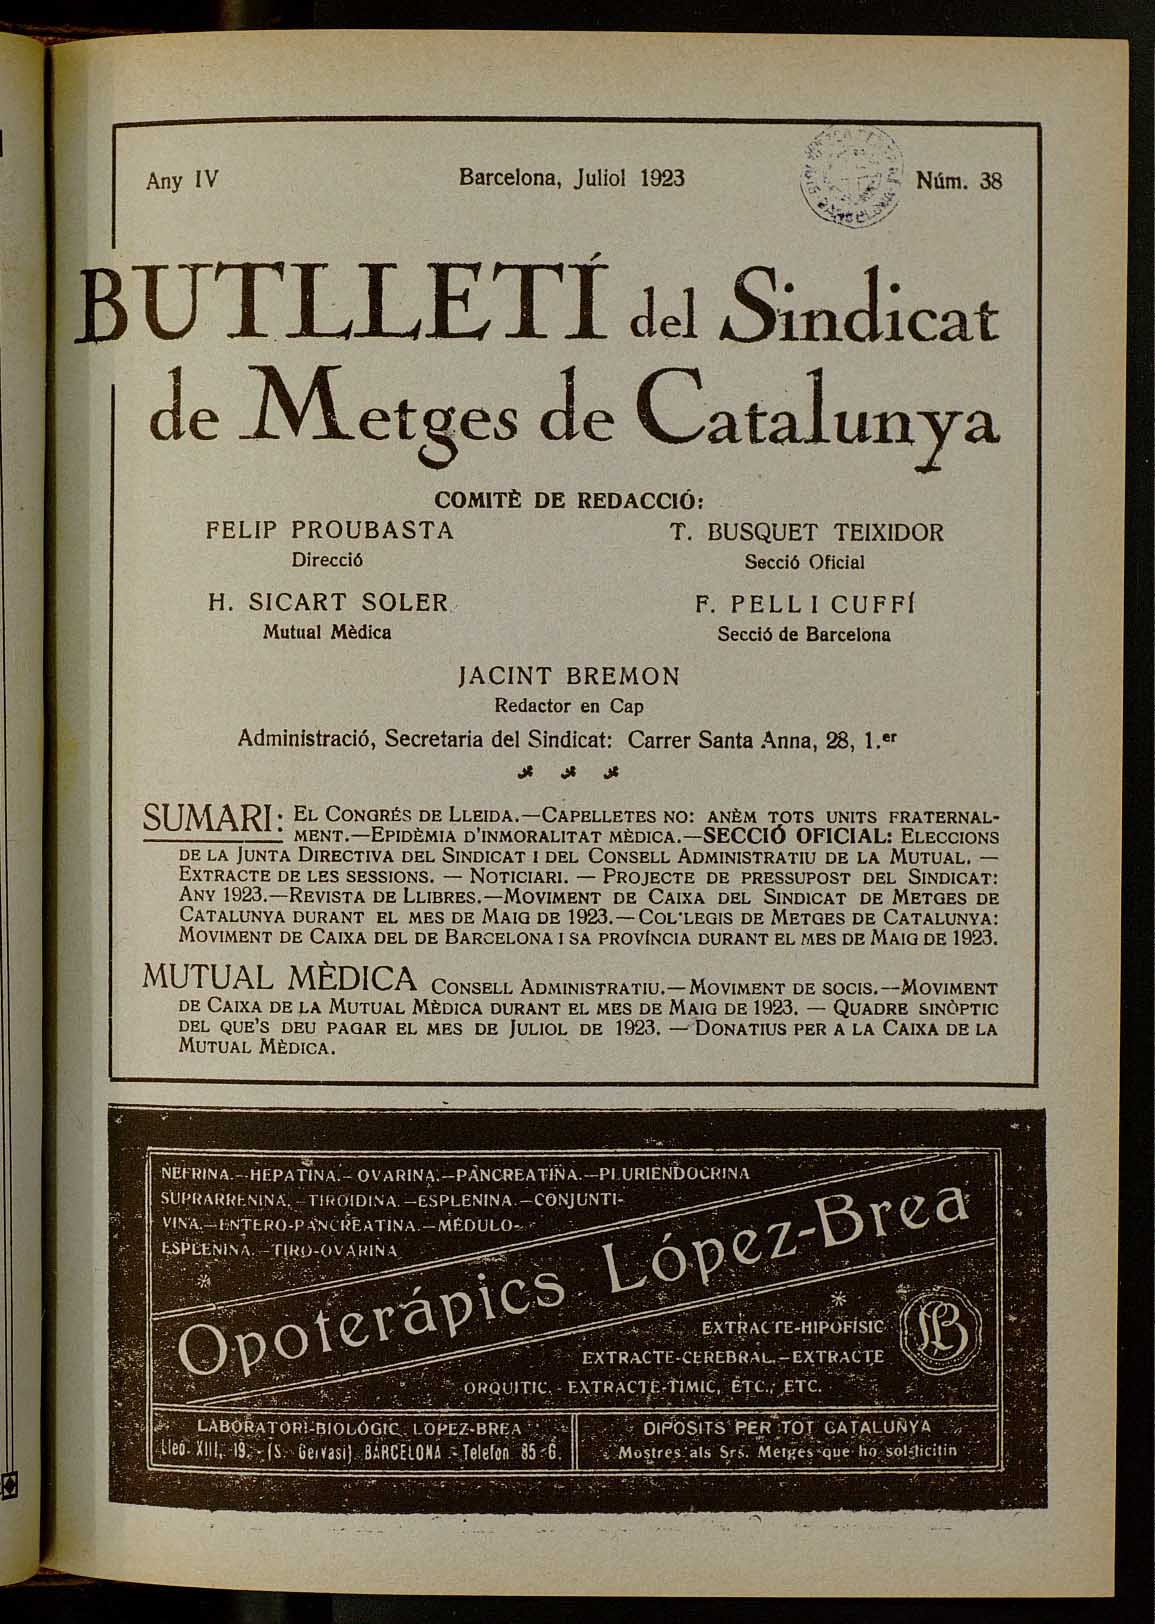 Any IV Barcelona, Juliol 1923 Núm. 38
BUTLLETÍ del Sindicat
de Metges de Catalunya
COMITÈ DE REDACCIÓ:
FELIP PROUBASTA T. BUSQUET TEIXIDOR
Direcció Secció Oficial
H. SICART SOLER F. PELL I CUFFÍ
Mutual Mèdica Secció de Barcelona
JACINT BREMON
Redactor en Cap
Administració, Secretaria del Sindicat: Carrer Santa Anna, 28, 1.er
SUMARI: EL CONGRÉS DE LLEIDA.—CAPELLETES NO: ANÈM TOTS UNITS FRATERNAL-
MENT.—EPIDÈMIA D'INMORALITAT MÈDICA.—SECCIÓ OFICIAL: ELECCIONS
DE LA JUNTA DIRECTIVA DEL SINDICAT I DEL CONSELL ADMINISTRATIU DE LA MUTUAL. —
EXTRACTE DE LES SESSIONS. — NOTICIARI. — PROJECTE DE PRESSUPOST DEL SINDICAT:
ANY 1923.—REVISTA DE LLIBRES.—MOVIMENT DE CAIXA DEL SINDICAT DE METGES DE
CATALUNYA DURANT EL MES DE MAIG DE 1923.—COL'LEGIS DE METGES DE CATALUNYA:
MOVIMENT DE CAIXA DEL DE BARCELONA I SA PROVÍNCIA DURANT EL MES DE MAIG DE 1923.
MUTUAL MÈDICA CONSELL ADMINISTRATIU.—MOVIMENT DE SOCIS.—MOVIMENT
DE CAIXA DE LA MUTUAL MÈDICA DURANT EL MES DE MAIG DE 1923. — QUADRE SINÒPTIC
DEL QUE'S DEU PAGAR EL MES DE JULIOL DE 1923. — DONATIUS PER A LA CAIXA DE LA
MUTUAL MÈDICA.
NEFRINA.—HEPATINA.—OVARINA.—PANCREATINA.—PLURIENDOCRINA
SUPRARRENINA.—TIROIDINA.—ESPLENINA.—CONJUNTI-
VINA.—ENTERO-PANCREATINA.—MÉDULO-
ESPLENINA.—TIRO-OVARINA
Opoteràpics López-Brea
EXTRACTE-HIPOFÍSIC
EXTRACTE-CEREBRAL.—EXTRACTE
ORQUITIC.-EXTRACTE-TIMIC, ETC., ETC.
LABORATORI-BIOLÓGIC LOPEZ-BREA
Lleó XIII, 19.-(S. Gervasi) BARCELONA - Telefon 85-G.
DIPOSITS PER TOT CATALUÑYA
Mostres als Srs. Metges que ho sol·licitin